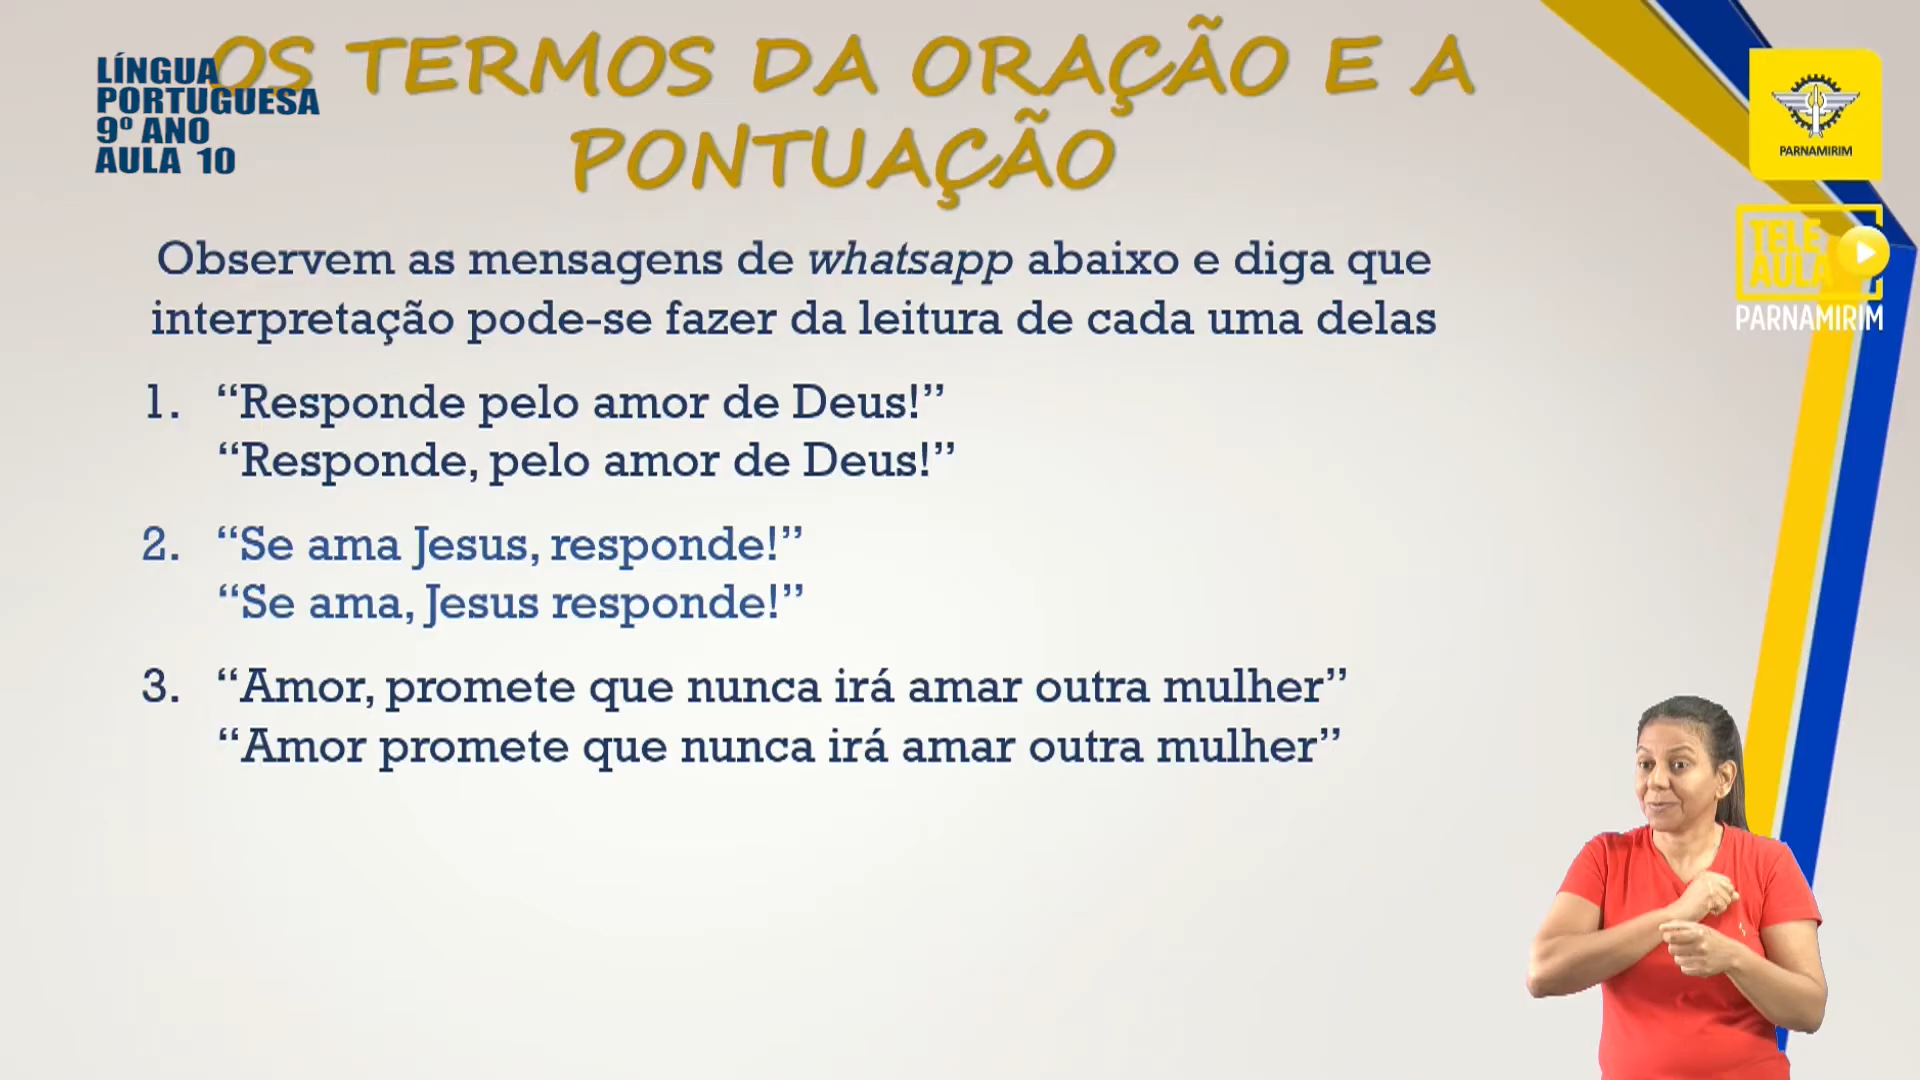 LÍNGUA
PORTUGUESA
9º ANO
AULA 10
OS TERMOS DA ORAÇÃO E A
PONTUAÇÃO
PARNAMIRIM
TELE
AULA
PARNAMIRIM
Observem as mensagens de whatsapp abaixo e diga que
interpretação pode-se fazer da leitura de cada uma delas
1. “Responde pelo amor de Deus!”
“Responde, pelo amor de Deus!”
2. “Se ama Jesus, responde!”
“Se ama, Jesus responde!”
3. “Amor, promete que nunca irá amar outra mulher”
“Amor promete que nunca irá amar outra mulher”